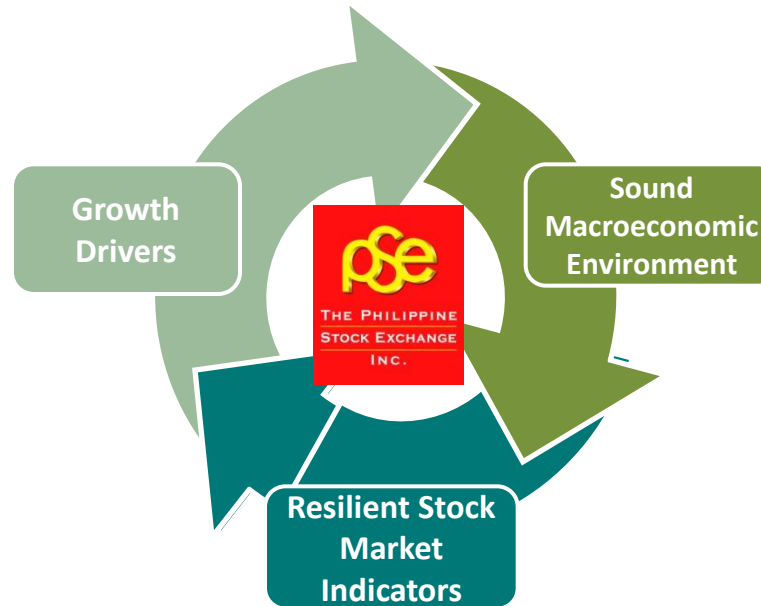 Growth
Drivers
Sound
Macroeconomic
Environment
pse
THE PHILIPPINE
STOCK EXCHANGE
INC.
Resilient Stock
Market
Indicators